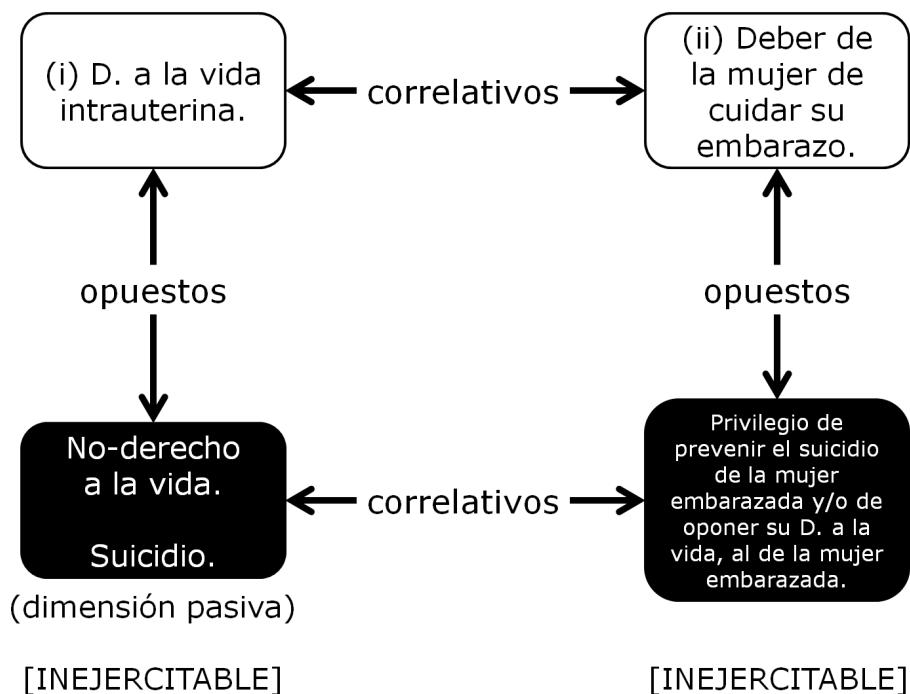 (i) D. a la vida
intrauterina.
correlativos
(ii) Deber de
la mujer de
cuidar su
embarazo.
opuestos
opuestos
No-derecho
a la vida.
Suicidio.
correlativos
Privilegio de
prevenir el suicidio
de la mujer
embarazada y/o de
oponer su D. a la
vida, al de la mujer
embarazada.
(dimensión pasiva)
[INEJERCITABLE]
[INEJERCITABLE]